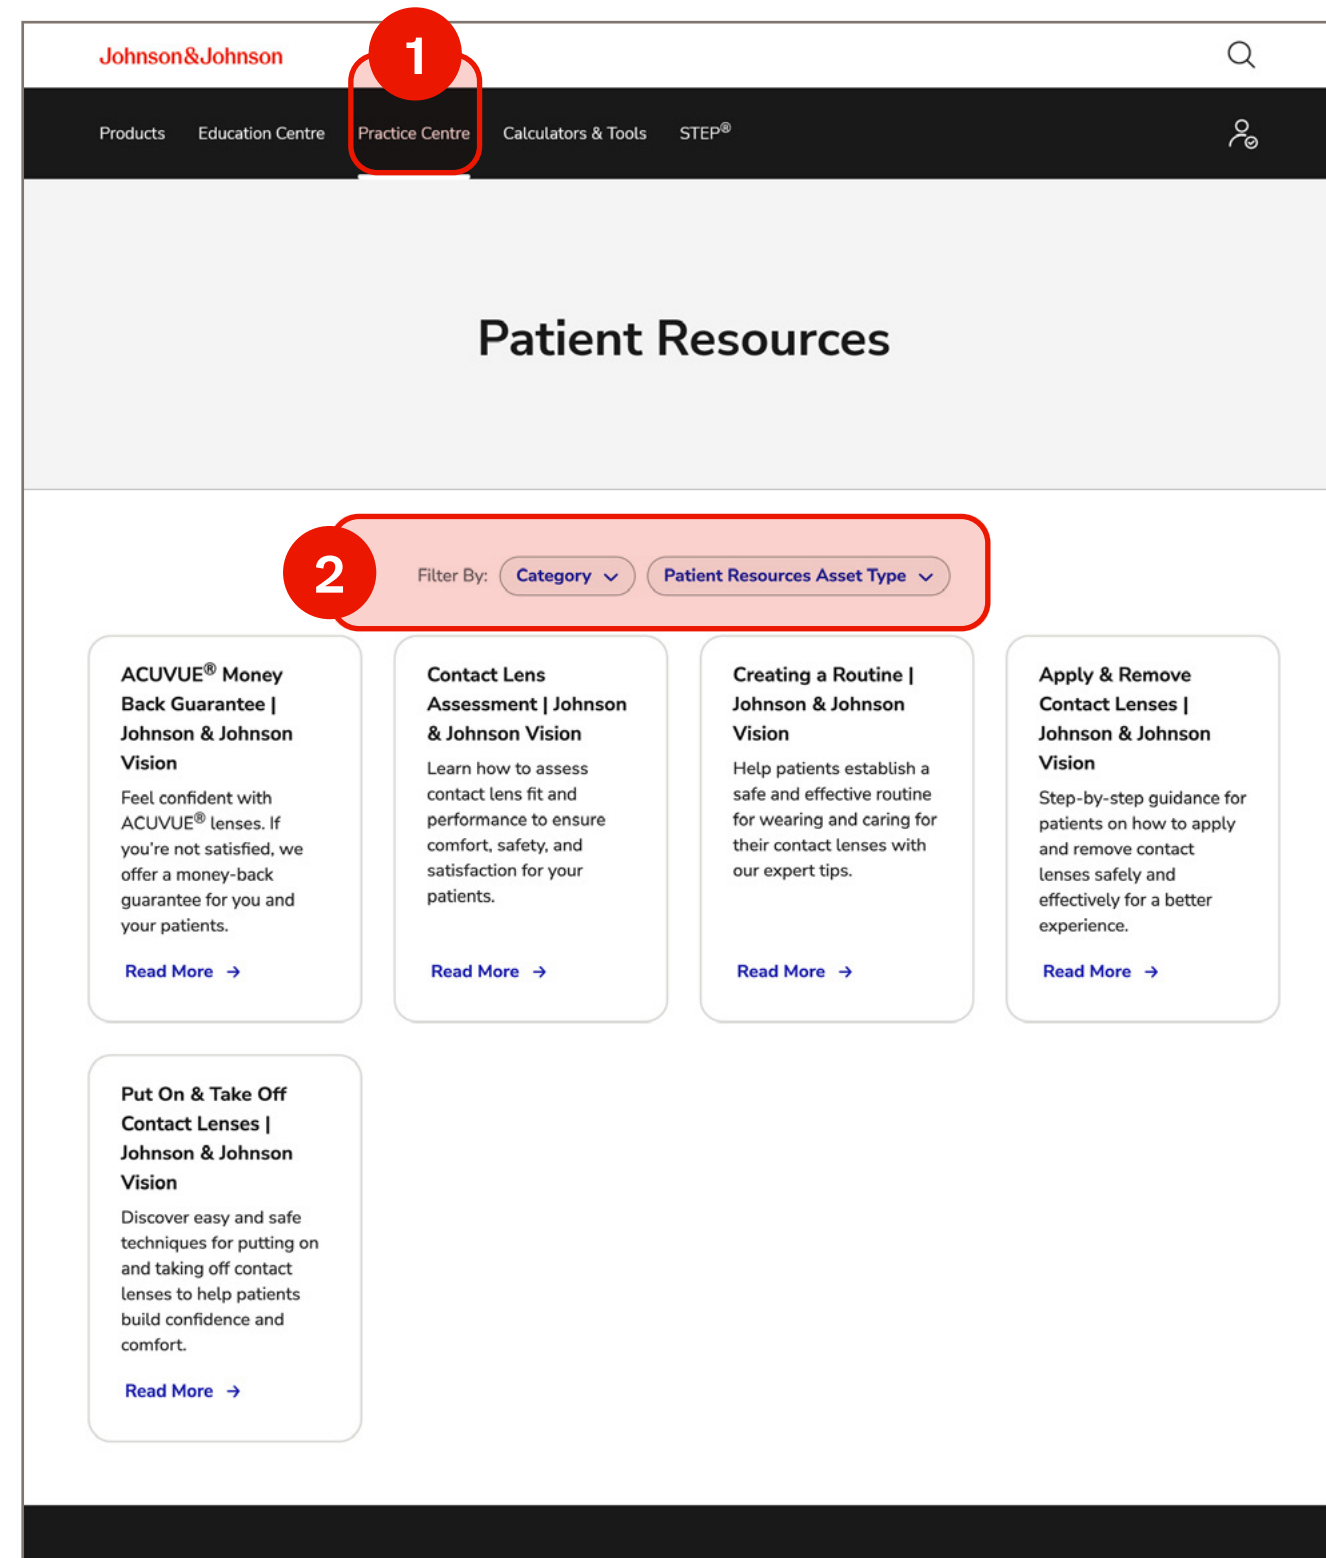 Johnson&Johnson
1
Products Education Centre Practice Centre Calculators & Tools STEP®
Patient Resources
2
Filter By: Category Patient Resources Asset Type
ACUVUE® Money
Back Guarantee |
Johnson & Johnson
Vision
Feel confident with
ACUVUE® lenses. If
you're not satisfied, we
offer a money-back
guarantee for you and
your patients.
Read More →
Contact Lens
Assessment | Johnson
& Johnson Vision
Learn how to assess
contact lens fit and
performance to ensure
comfort, safety, and
satisfaction for your
patients.
Read More →
Creating a Routine |
Johnson & Johnson
Vision
Help patients establish a
safe and effective routine
for wearing and caring for
their contact lenses with
our expert tips.
Read More →
Apply & Remove
Contact Lenses |
Johnson & Johnson
Vision
Step-by-step guidance for
patients on how to apply
and remove contact
lenses safely and
effectively for a better
experience.
Read More →
Put On & Take Off
Contact Lenses |
Johnson & Johnson
Vision
Discover easy and safe
techniques for putting on
and taking off contact
lenses to help patients
build confidence and
comfort.
Read More →